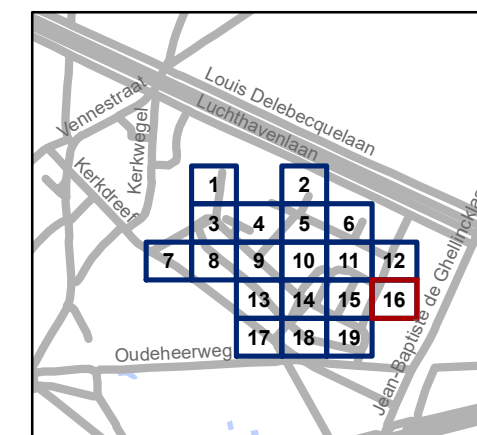 Louis Delebecquelaan
Luchthavenlaan
Vennestraat
Kerkwegel
Kerkdreef
1 2
3 4 5 6
7 8 9 10 11 12
13 14 15 16
17 18 19
Oudeheerweg
Jean-Baptiste de Ghellincklaan